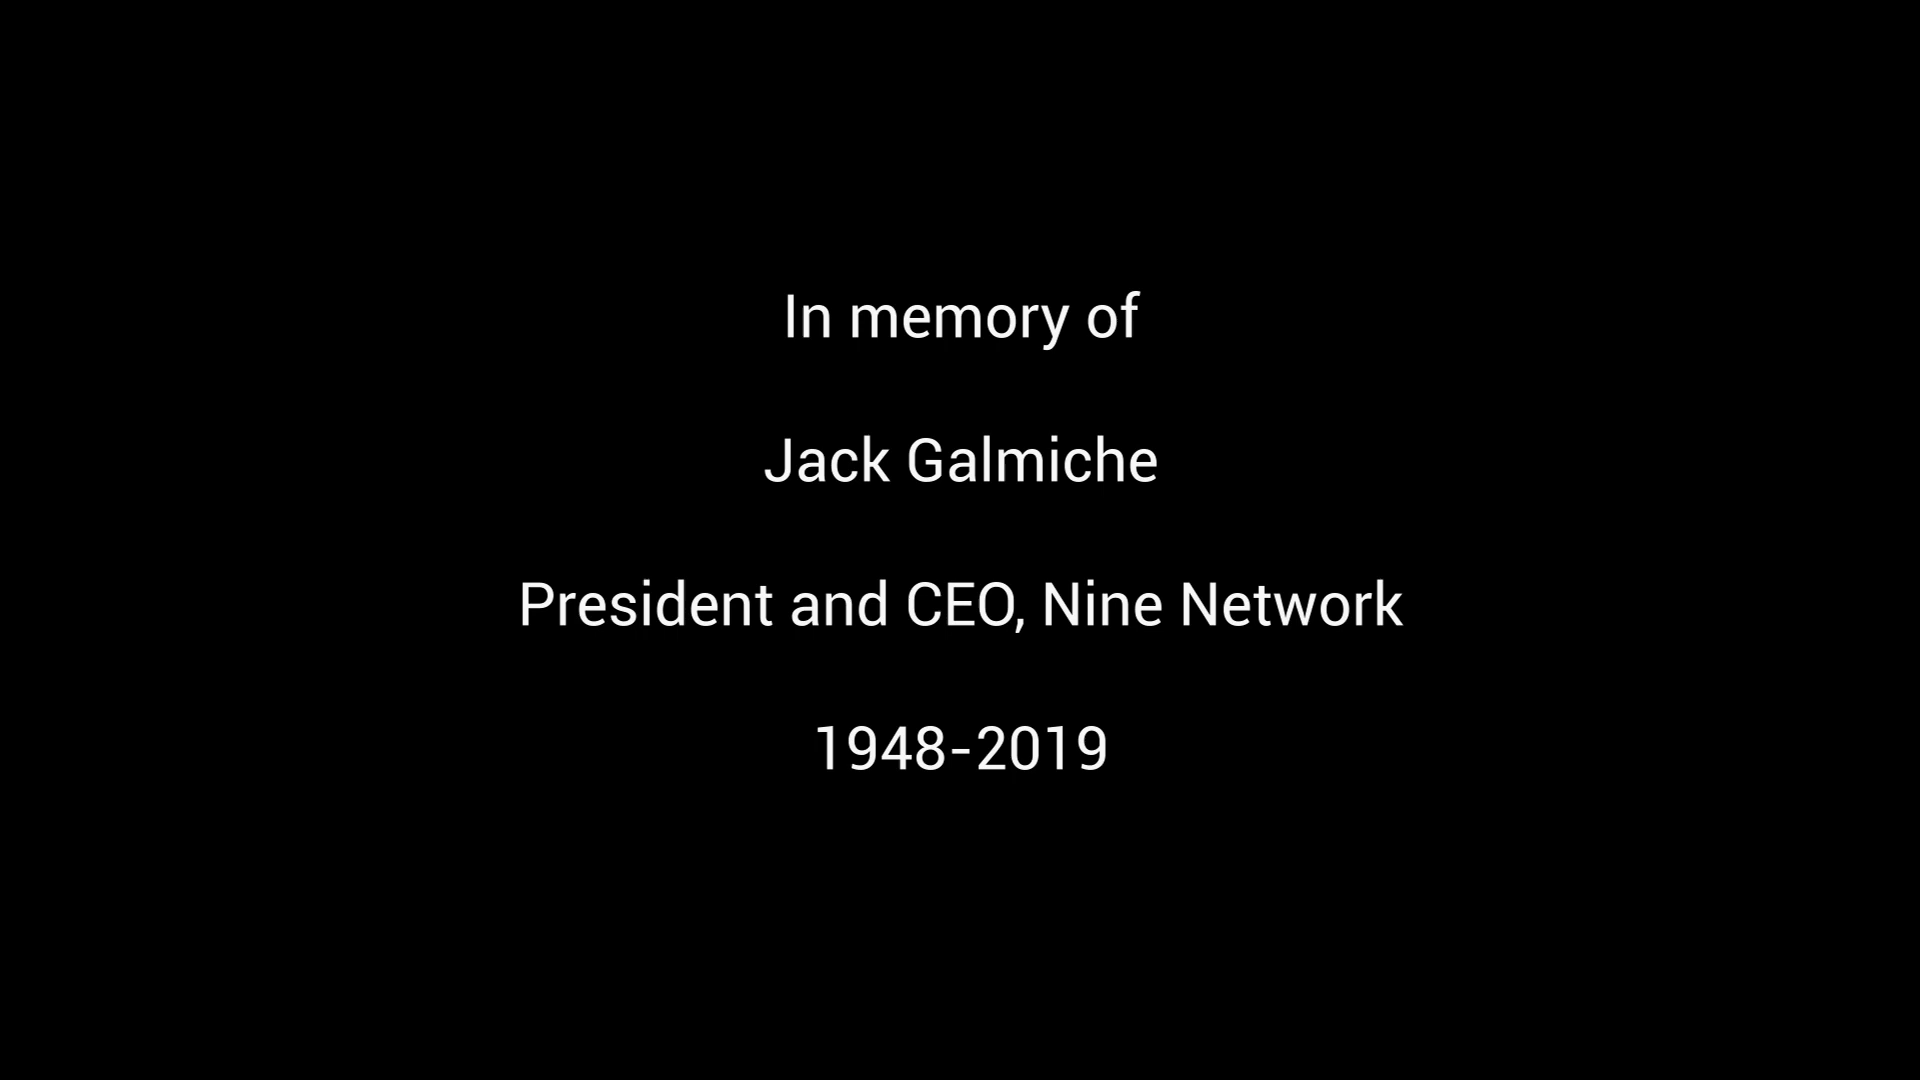 In memory of
Jack Galmiche
President and CEO, Nine Network
1948-2019